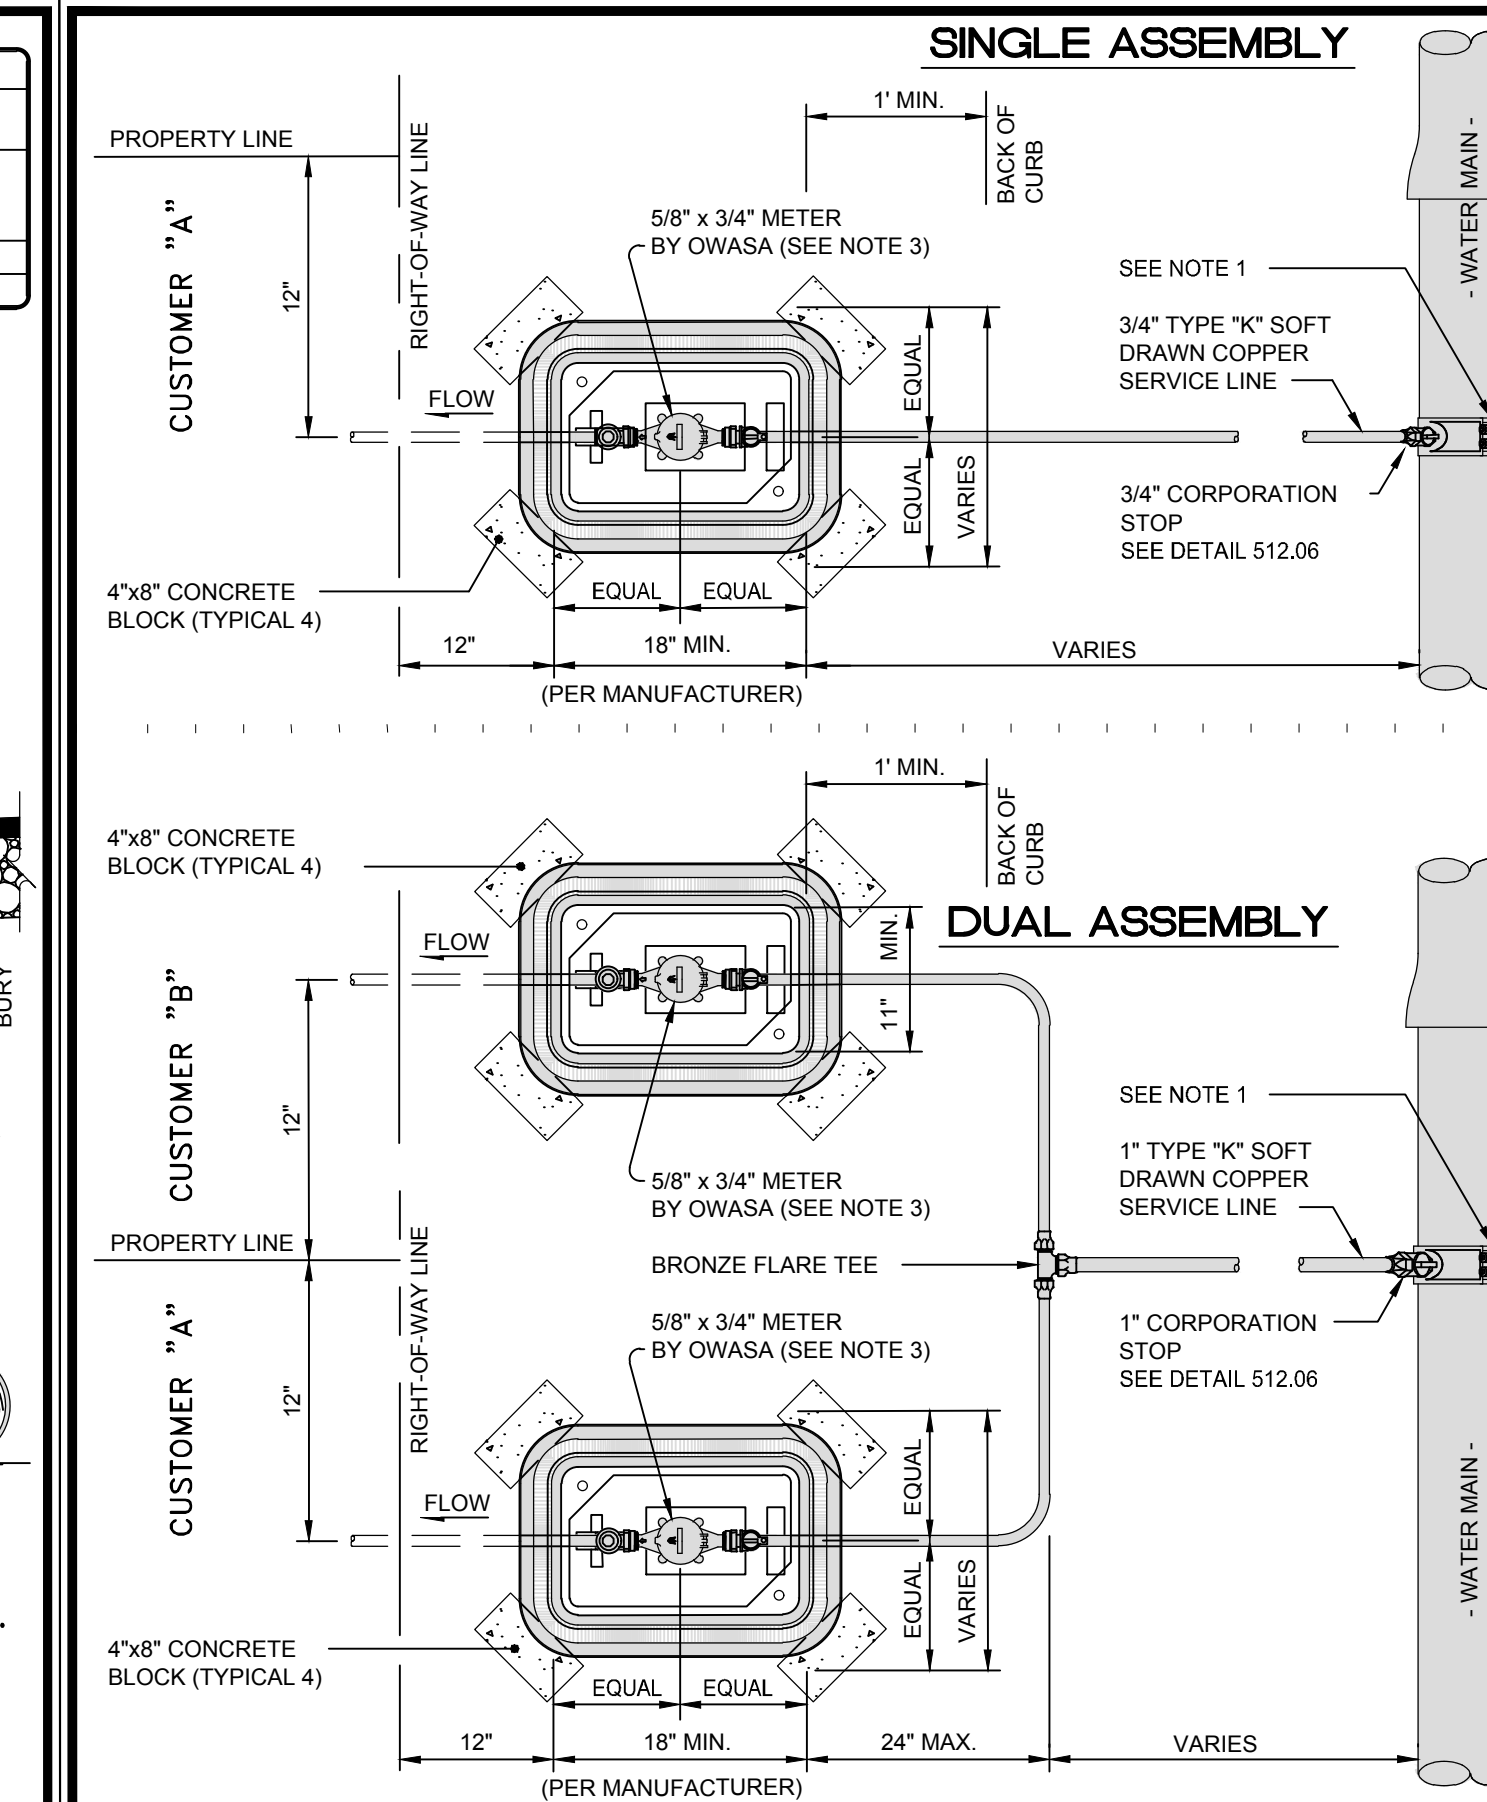 SINGLE ASSEMBLY
1' MIN.
BACK OF
CURB
PROPERTY LINE
RIGHT-OF-WAY LINE
CUSTOMER "A"
12"
5/8" x 3/4" METER
BY OWASA (SEE NOTE 3)
- WATER MAIN -
SEE NOTE 1
3/4" TYPE "K" SOFT
DRAWN COPPER
SERVICE LINE
FLOW
EQUAL
EQUAL
VARIES
3/4" CORPORATION
STOP
SEE DETAIL 512.06
4"x8" CONCRETE
BLOCK (TYPICAL 4)
EQUAL
EQUAL
12"
18" MIN.
VARIES
(PER MANUFACTURER)
1' MIN.
BACK OF
CURB
4"x8" CONCRETE
BLOCK (TYPICAL 4)
DUAL ASSEMBLY
FLOW
MIN.
11"
BURY
CUSTOMER "B"
12"
SEE NOTE 1
1" TYPE "K" SOFT
DRAWN COPPER
SERVICE LINE
5/8" x 3/4" METER
BY OWASA (SEE NOTE 3)
PROPERTY LINE
RIGHT-OF-WAY LINE
BRONZE FLARE TEE
CUSTOMER "A"
12"
5/8" x 3/4" METER
BY OWASA (SEE NOTE 3)
1" CORPORATION
STOP
SEE DETAIL 512.06
FLOW
EQUAL
EQUAL
VARIES
- WATER MAIN -
4"x8" CONCRETE
BLOCK (TYPICAL 4)
EQUAL
EQUAL
12"
18" MIN.
24" MAX.
VARIES
(PER MANUFACTURER)